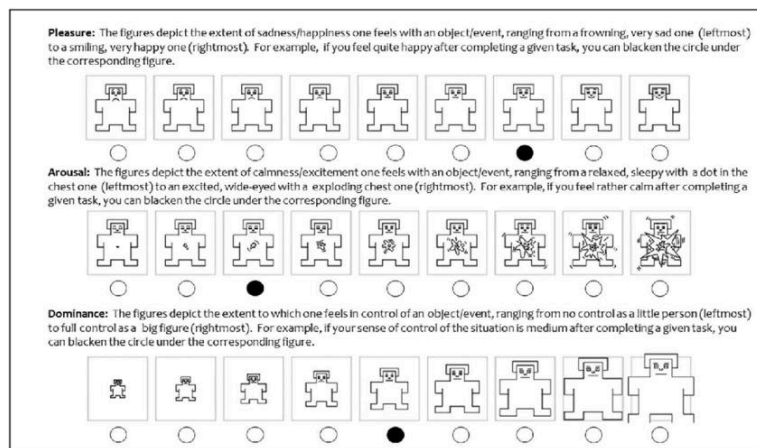 Pleasure: The figures depict the extent of sadness/happiness one feels with an object/event, ranging from a frowning, very sad one (leftmost)
to a smiling, very happy one (rightmost). For example, if you feel quite happy after completing a given task, you can blacken the circle under
the corresponding figure.
Arousal: The figures depict the extent of calmness/excitement one feels with an object/event, ranging from a relaxed, sleepy with a dot in the
chest one (leftmost) to an excited, wide-eyed with a exploding chest one (rightmost). For example, if you feel rather calm after completing a
given task, you can blacken the circle under the corresponding figure.
Dominance: The figures depict the extent to which one feels in control of an object/event, ranging from no control as a little person (leftmost)
to full control as a big figure (rightmost). For example, if your sense of control of the situation is medium after completing a given task, you
can blacken the circle under the corresponding figure.